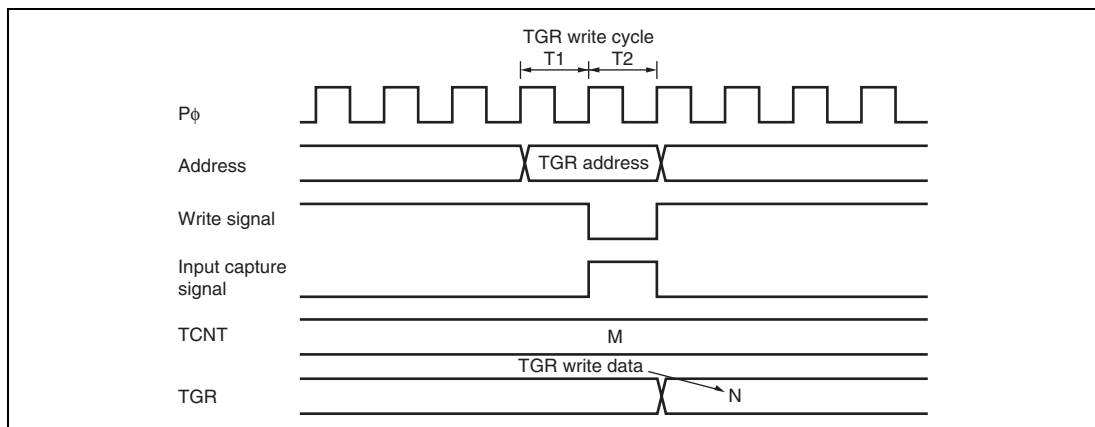 TGR write cycle
T1 T2
Pϕ
Address
TGR address
Write signal
Input capture
signal
TCNT
M
TGR write data
TGR
N